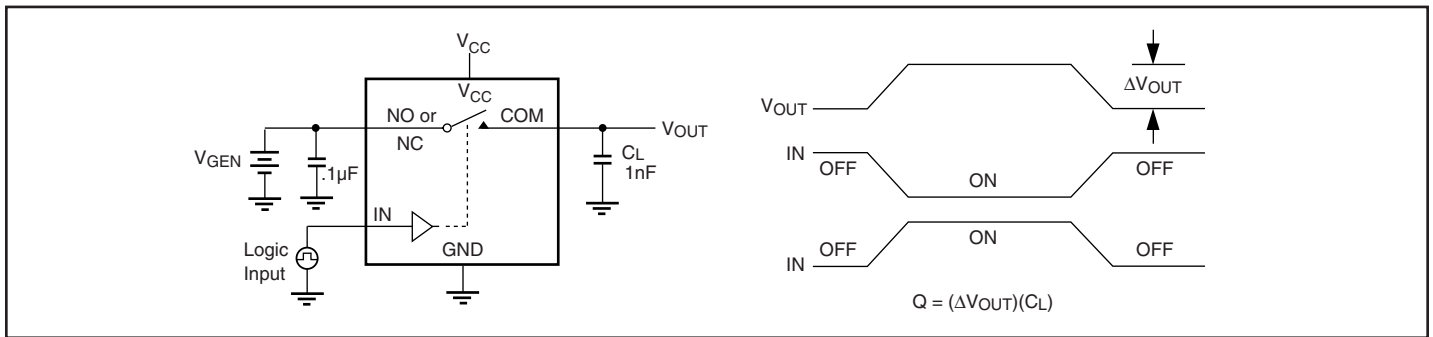 VCC
VCC
NO or
NC
COM
VOUT
VGEN
.1µF
CL
1nF
IN
Logic
Input
GND
VOUT
ΔVOUT
IN
OFF
ON
OFF
IN
OFF
ON
OFF
Q = (ΔVOUT)(CL)